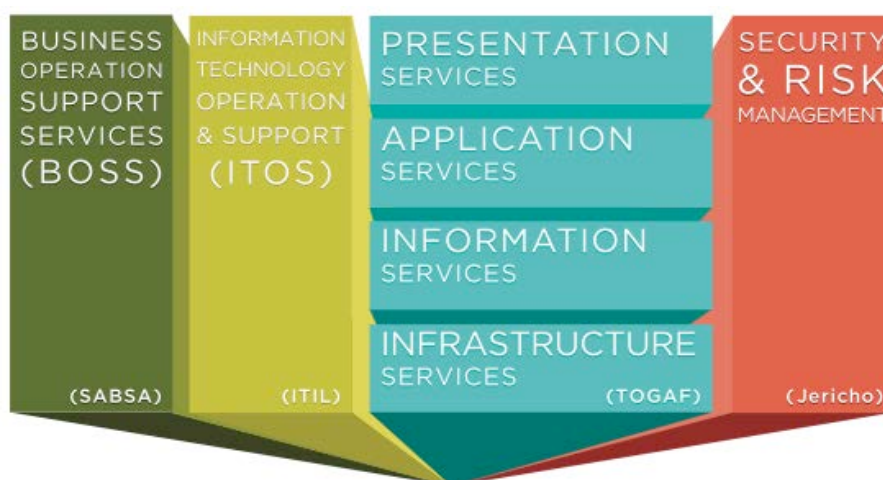 BUSINESS
OPERATION
SUPPORT
SERVICES
(BOSS)
(SABSA)
INFORMATION
TECHNOLOGY
OPERATION
& SUPPORT
(ITOS)
(ITIL)
PRESENTATION
SERVICES
APPLICATION
SERVICES
INFORMATION
SERVICES
INFRASTRUCTURE
SERVICES
(TOGAF)
SECURITY
& RISK
MANAGEMENT
(Jericho)